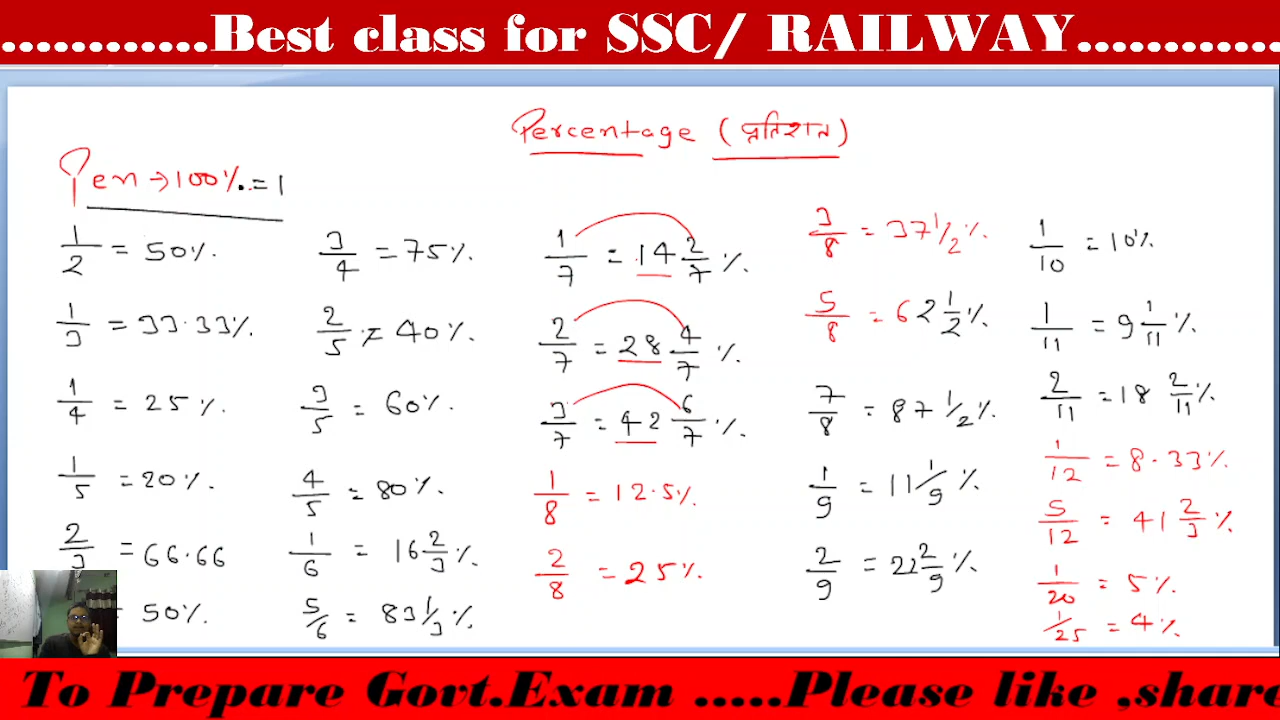 ............Best class for SSC/ RAILWAY............
Percentage (प्रतिशत)
Pen → 100% = 1
1/2 = 50%
1/3 = 33.33%
1/4 = 25%
1/5 = 20%
2/3 = 66.66
= 50%
3/4 = 75%
2/5 = 40%
3/5 = 60%
4/5 = 80%
1/6 = 16 2/3 %
5/6 = 83 1/3 %
1/7 = 14 2/7 %
2/7 = 28 4/7 %
3/7 = 42 6/7 %
1/8 = 12.5%
2/8 = 25%
3/8 = 37 1/2 %
5/8 = 62 1/2 %
7/8 = 87 1/2 %
1/9 = 11 1/9 %
2/9 = 22 2/9 %
1/10 = 10%
1/11 = 9 1/11 %
2/11 = 18 2/11 %
1/12 = 8.33%
5/12 = 41 2/3 %
1/20 = 5%
1/25 = 4%
To Prepare Govt.Exam .....Please like ,share